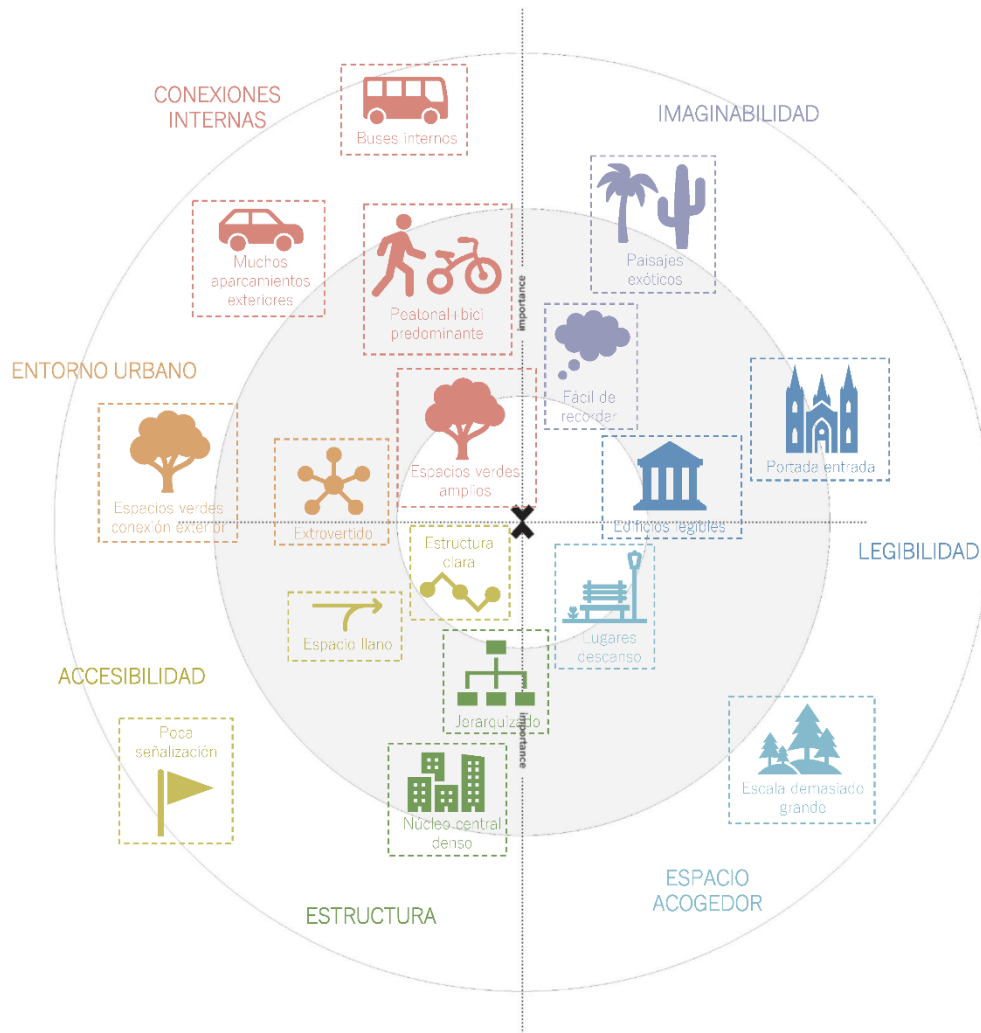 CONEXIONES
INTERNAS
Buses internos
IMAGINABILIDAD
Muchos
aparcamientos
exteriores
Peatonal+bici
predominante
importance
Paisajes
exóticos
ENTORNO URBANO
Fácil de
recordar
Espacios verdes
conexión exterior
Extrovertido
Espacios verdes
amplios
Edificios legibles
Portada entrada
LEGIBILIDAD
Estructura
clara
Espacio llano
Lugares
descanso
ACCESIBILIDAD
Poca
señalización
Jerarquizado
importance
Núcleo central
denso
Escala demasiado
grande
ESPACIO
ACOGEDOR
ESTRUCTURA